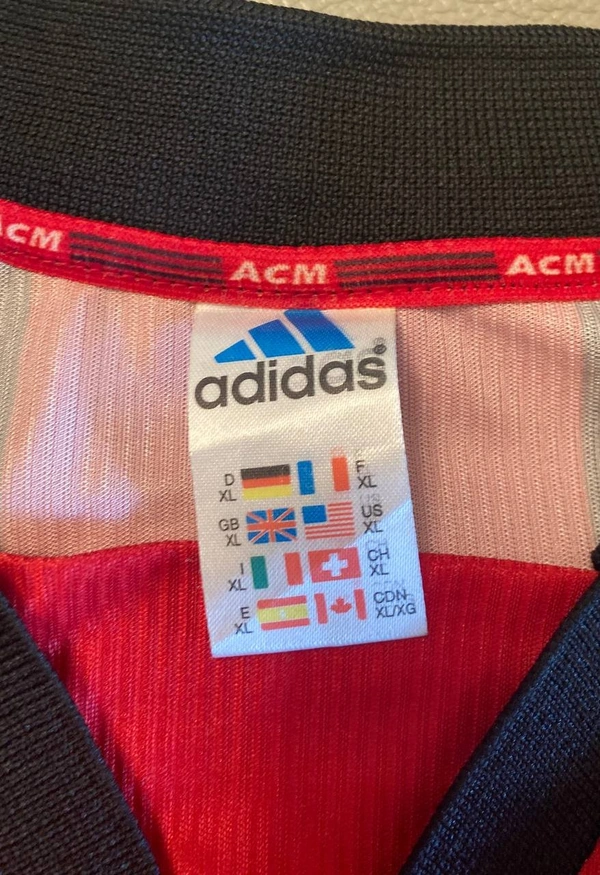 ACM ACM ACM
adidas
D XL F XL
GB XL US XL
I XL CH XL
E XL CDN XL/XG